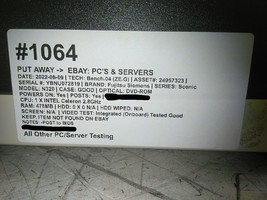 #1064
PUT AWAY -> EBAY: PC'S & SERVERS
DATE: 2022-06-09 | TECH: Bench.04 (ZE.G) | ASSET#: 24957323 |
SERIAL: YBNU072819 | BRAND: Fujitsu Siemens | SERIES: Scenic
MODEL: N320 | CASE: GOOD | OPTICAL: DVD-ROM
POWERS ON: Yes | POSTS: Yes |
CPU: 1 X Intel Celeron 2.8GHz
RAM: 478MB | HDD: 0 X N/A | HDD WIPED: N/A
SCREEN: N/A | VIDEO TEST: Integrated (Onboard) Tested Good
KEEP, ITEM NOT FOUND ON EBAY
NOTES: -POST to BIOS
All Other PC/Server Testing